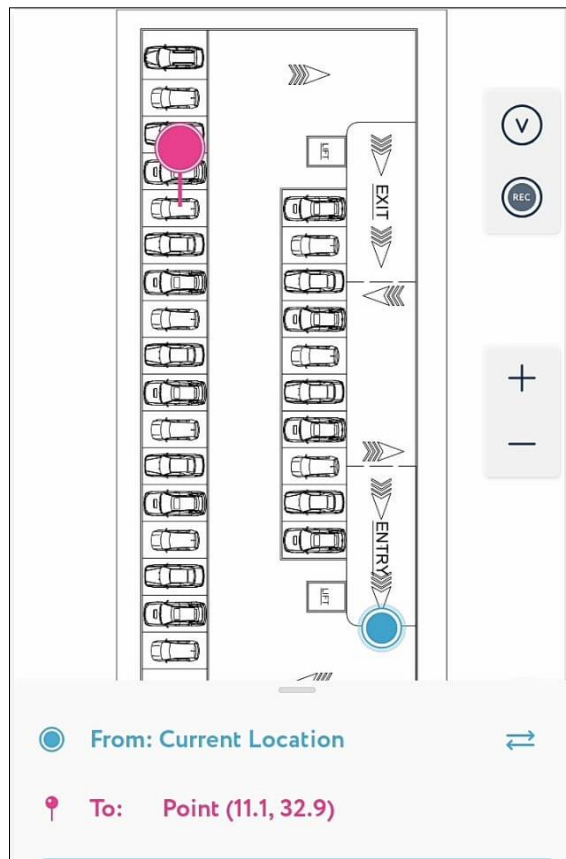 LIFT
EXIT
V
REC
+
−
ENTRY
LIFT
From: Current Location
To: Point (11.1, 32.9)